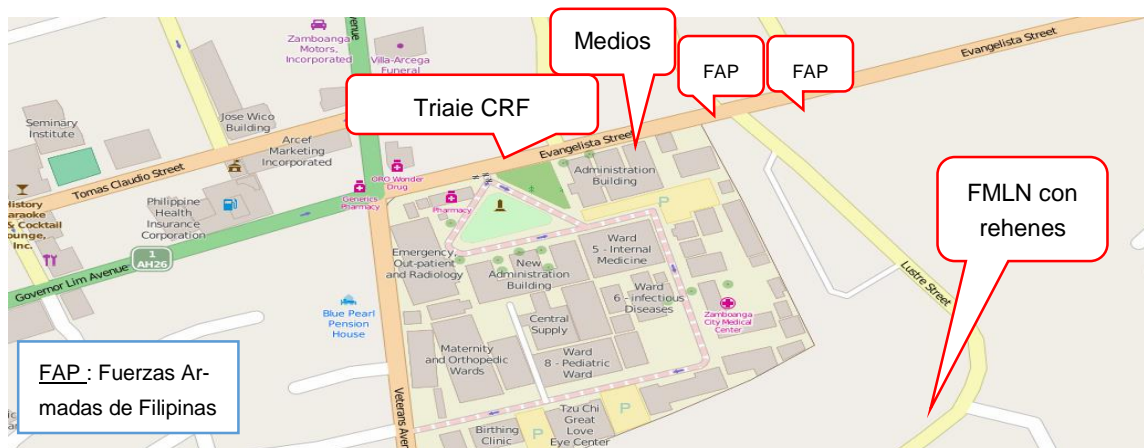 Medios
FAP
FAP
Triaie CRF
FMLN con
rehenes
FAP : Fuerzas Ar-
madas de Filipinas
Zamboanga
Motors,
Incorporated
Villa-Arcega
Funeral
Evangelista Street
Seminary
Institute
Jose Wico
Building
Arcef
Marketing
Incorporated
Evangelista Street
Tomas Claudio Street
ORO Wonder
Drug
Generics
Pharmacy
Pharmacy
Administration
Building
History
araoke
& Cocktail
ounge,
Inc.
Philippine
Health
Insurance
Corporation
1
AH26
Governor Lim Avenue
Emergency,
Out-patient
and Radiology
New
Administration
Building
Ward
5 - Internal
Medicine
P
Ward
6 - infectious
Diseases
Lustre Street
Blue Pearl
Pension
House
Central
Supply
Zamboanga
City Medical
Center
Maternity
and Orthopedic
Wards
Ward
8 - Pediatric
Ward
Veterans Ave
Birthing
Clinic
P
Tzu Chi
Great
Love
Eye Center
P